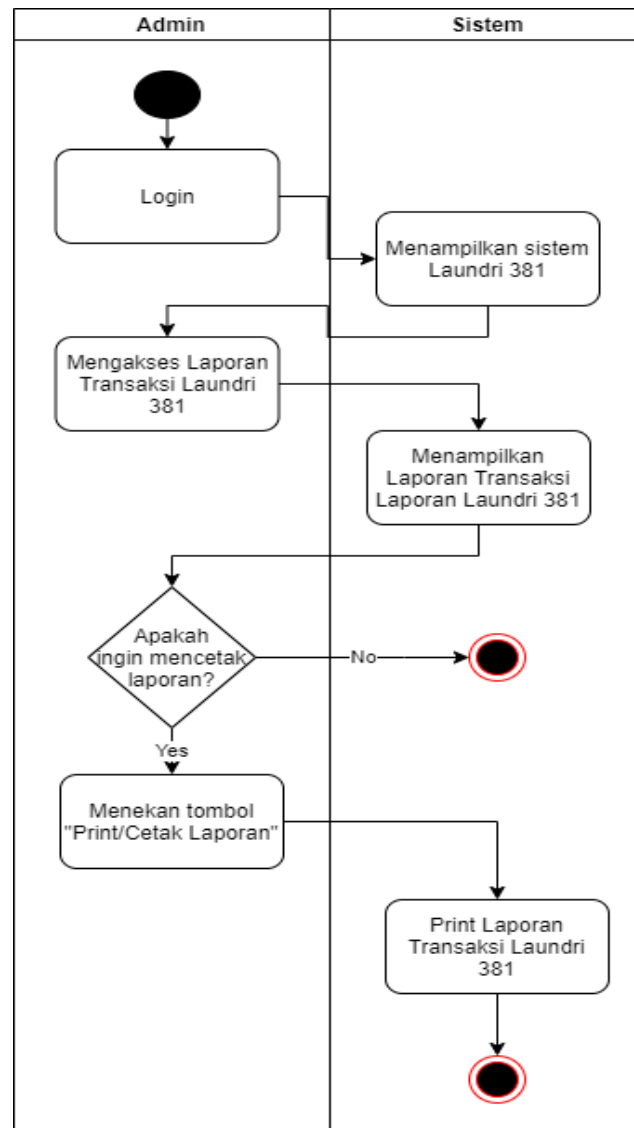 Admin
Sistem
Login
Menampilkan sistem
Laundri 381
Mengakses Laporan
Transaksi Laundri
381
Menampilkan
Laporan Transaksi
Laporan Laundri 381
Apakah
ingin mencetak
laporan?
No
Yes
Menekan tombol
"Print/Cetak Laporan"
Print Laporan
Transaksi Laundri
381